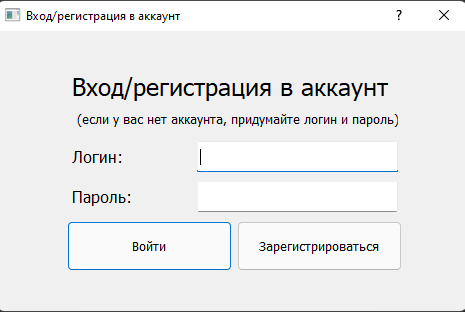 Вход/регистрация в аккаунт
?
Вход/регистрация в аккаунт
(если у вас нет аккаунта, придумайте логин и пароль)
Логин:
Пароль:
Войти
Зарегистрироваться